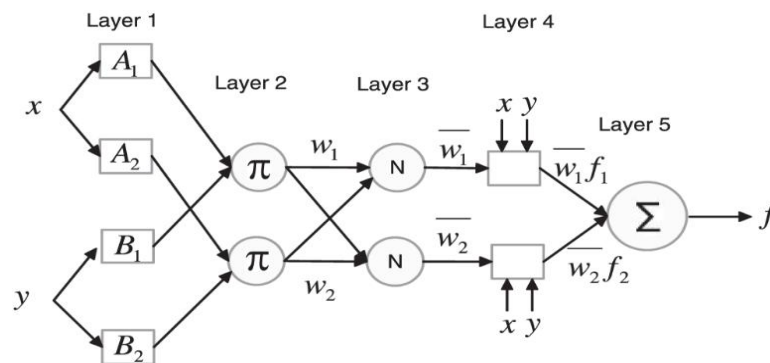 Layer 1
Layer 2
Layer 3
Layer 4
Layer 5
x
A₁
A₂
y
B₁
B₂
π
π
w₁
w₂
N
N
w̅₁
w̅₂
x y
x y
w̅₁f₁
w̅₂f₂
Σ
f